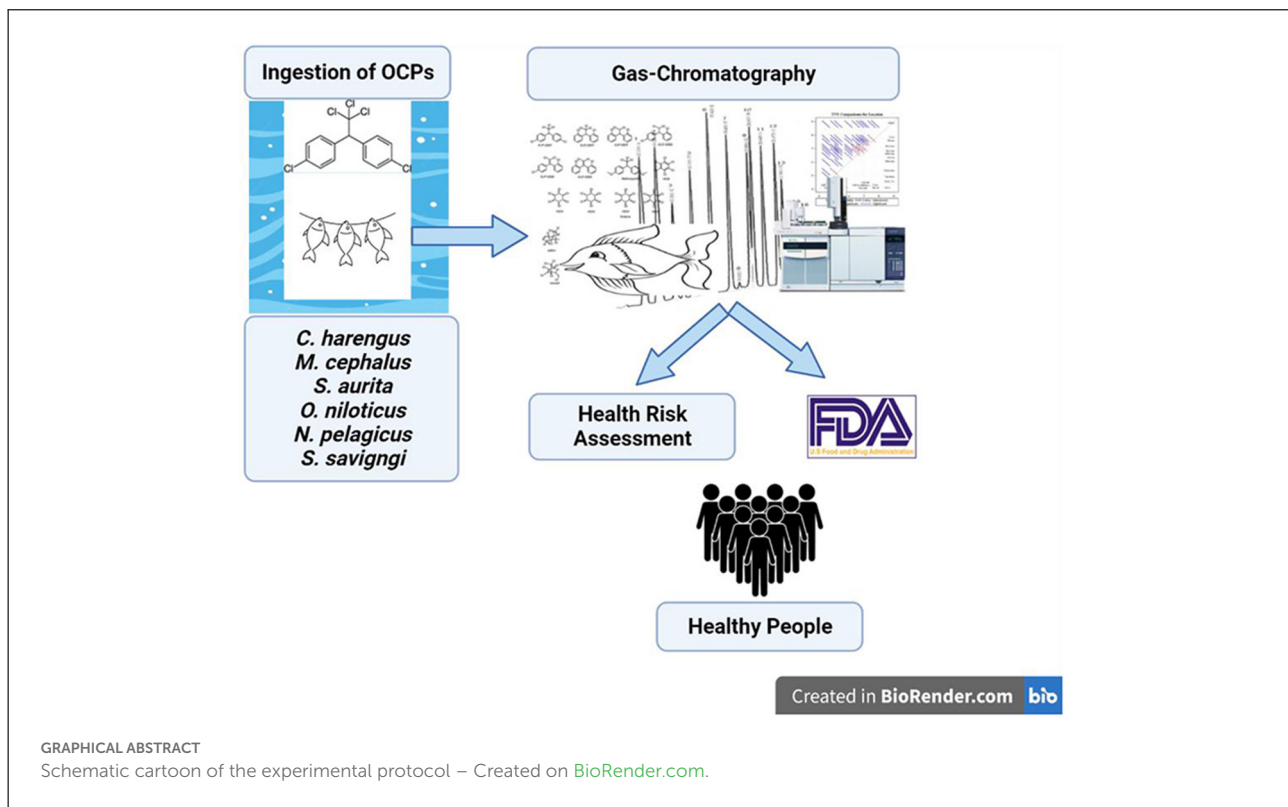 Ingestion of OCPs
Cl
Cl
Cl
Cl
Cl
C. harengus
M. cephalus
S. aurita
O. niloticus
N. pelagicus
S. savigngi
Gas-Chromatography
Health Risk
Assessment
FDA
U.S Food and Drug Administration
Healthy People
Created in BioRender.com bio
GRAPHICAL ABSTRACT
Schematic cartoon of the experimental protocol – Created on BioRender.com.